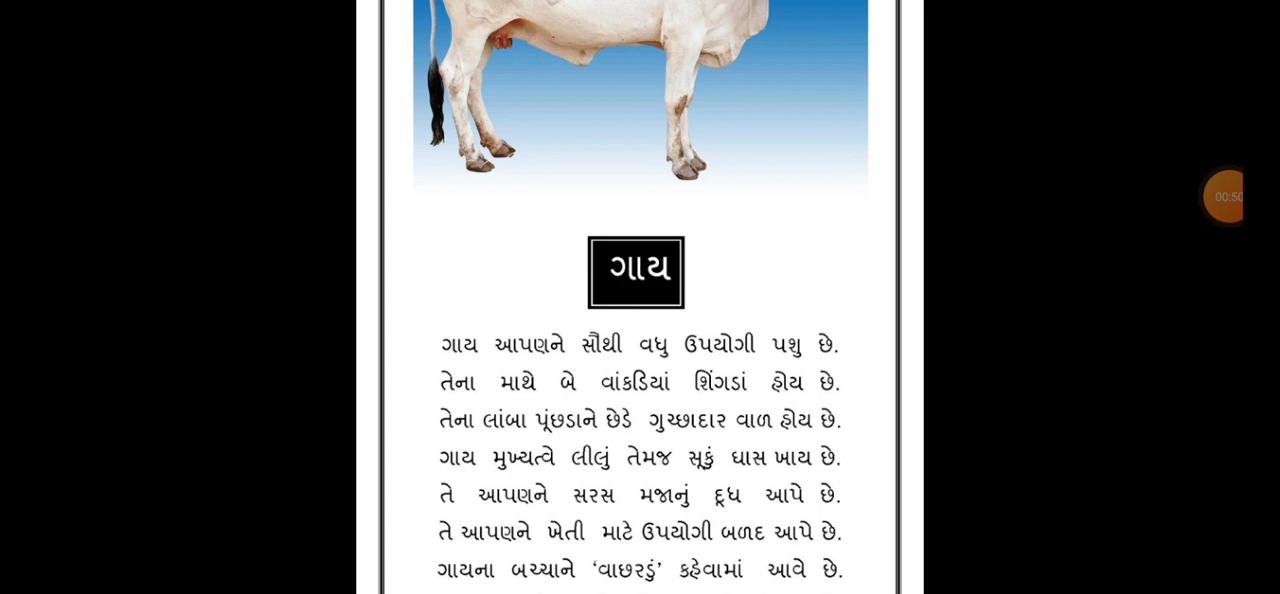 ગાય
ગાય આપણને સૌથી વધુ ઉપયોગી પશુ છે.
તેના માથે બે વાંકડિયાં શિંગડાં હોય છે.
તેના લાંબા પૂંછડાને છેડે ગુચ્છાદાર વાળ હોય છે.
ગાય મુખ્યત્વે લીલું તેમજ સૂકું ઘાસ ખાય છે.
તે આપણને સરસ મજાનું દૂધ આપે છે.
તે આપણને ખેતી માટે ઉપયોગી બળદ આપે છે.
ગાયના બચ્ચાને ‘વાછરડું’ કહેવામાં આવે છે.
00:50